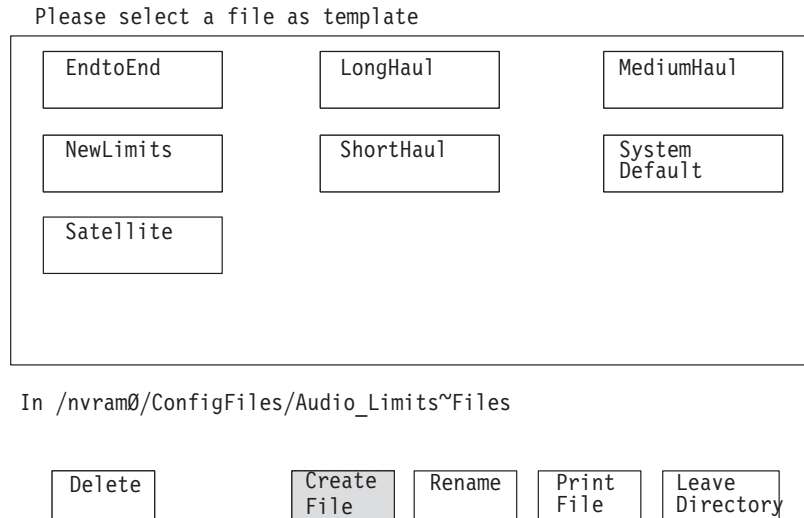 Please select a file as template
EndtoEnd
LongHaul
MediumHaul
NewLimits
ShortHaul
System
Default
Satellite
In /nvramØ/ConfigFiles/Audio_Limits~Files
Delete
Create
File
Rename
Print
File
Leave
Directory